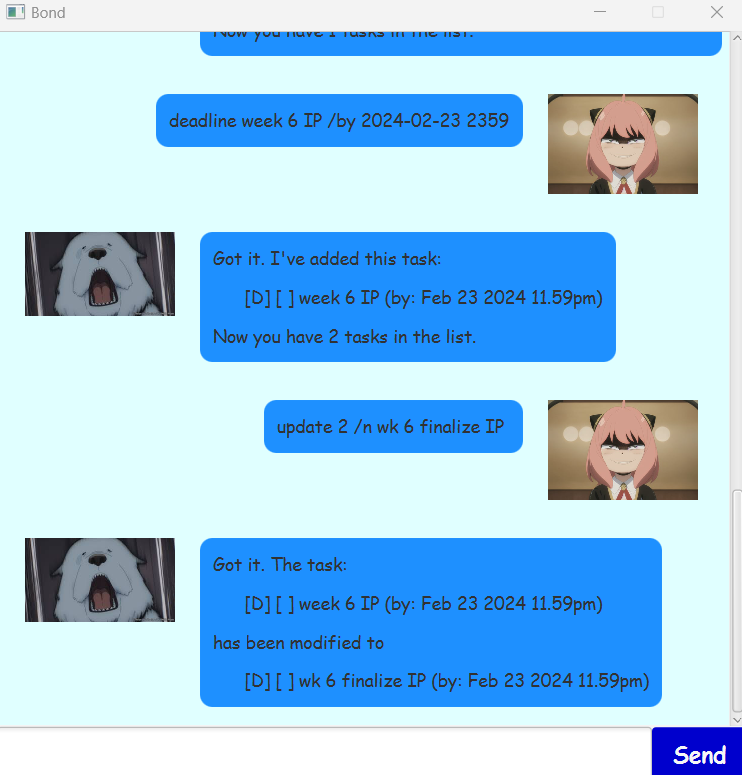 Bond
Now you have 1 tasks in the list.
deadline week 6 IP /by 2024-02-23 2359
Got it. I've added this task:
[D] [ ] week 6 IP (by: Feb 23 2024 11.59pm)
Now you have 2 tasks in the list.
update 2 /n wk 6 finalize IP
Got it. The task:
[D] [ ] week 6 IP (by: Feb 23 2024 11.59pm)
has been modified to
[D] [ ] wk 6 finalize IP (by: Feb 23 2024 11.59pm)
Send